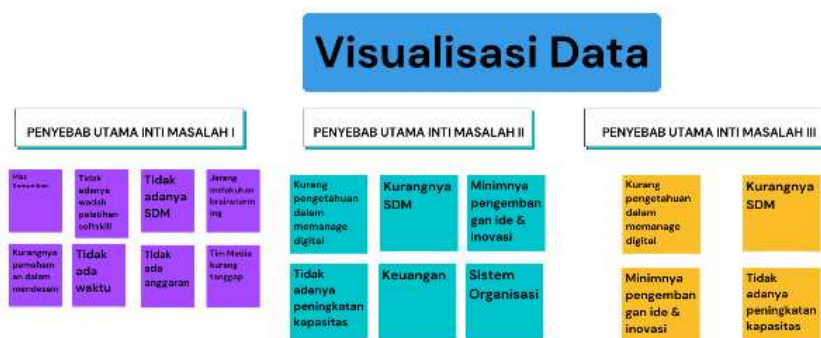 Visualisasi Data
PENYEBAB UTAMA INTI MASALAH I
PENYEBAB UTAMA INTI MASALAH II
PENYEBAB UTAMA INTI MASALAH III
Tidak
adanya
wadah
pelatihan
softskill
Tidak
adanya
SDM
Jarang
melakukan
Kurangnya
pemaham
an dalam
mendesain
Tidak
ada
waktu
Tidak
ada
anggaran
Tim Media
kurang
tanggap
Kurang
pengetahuan
dalam
memanage
digital
Kurangnya
SDM
Minimnya
pengemban
gan ide &
inovasi
Tidak
adanya
peningkatan
kapasitas
Keuangan
Sistem
Organisasi
Kurang
pengetahuan
dalam
memanage
digital
Kurangnya
SDM
Minimnya
pengemban
gan ide &
inovasi
Tidak
adanya
peningkatan
kapasitas